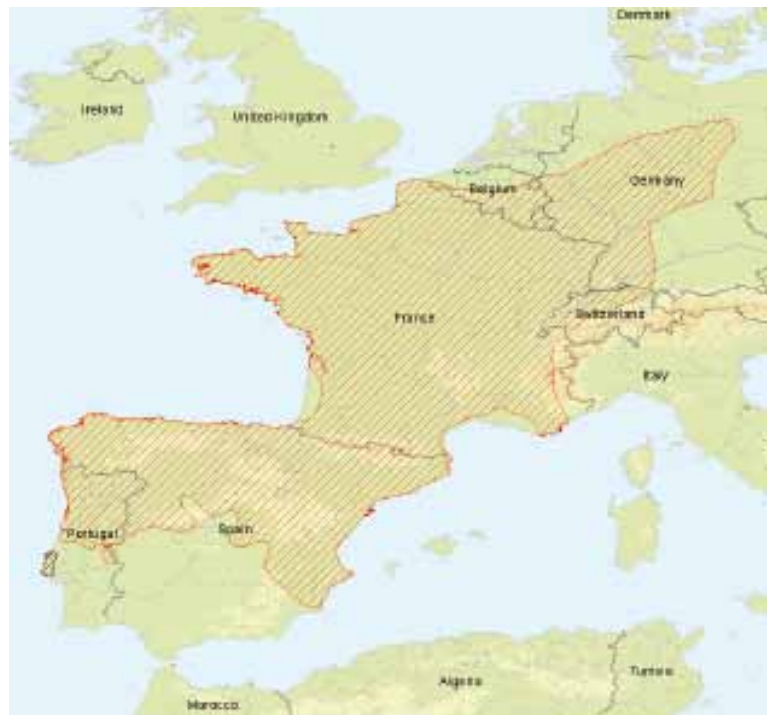 Denmark
Ireland
United Kingdom
Belgium
Germany
France
Switzerland
Italy
Portugal
Spain
Algeria
Tunisia
Morocco